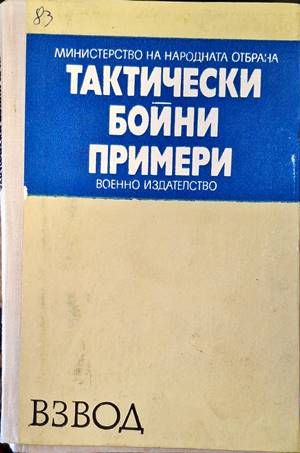 83
МИНИСТЕРСТВО НА НАРОДНАТА ОТБРАНА
ТАКТИЧЕСКИ
БОЙНИ
ПРИМЕРИ
ВОЕННО ИЗДАТЕЛСТВО
ВЗВОД